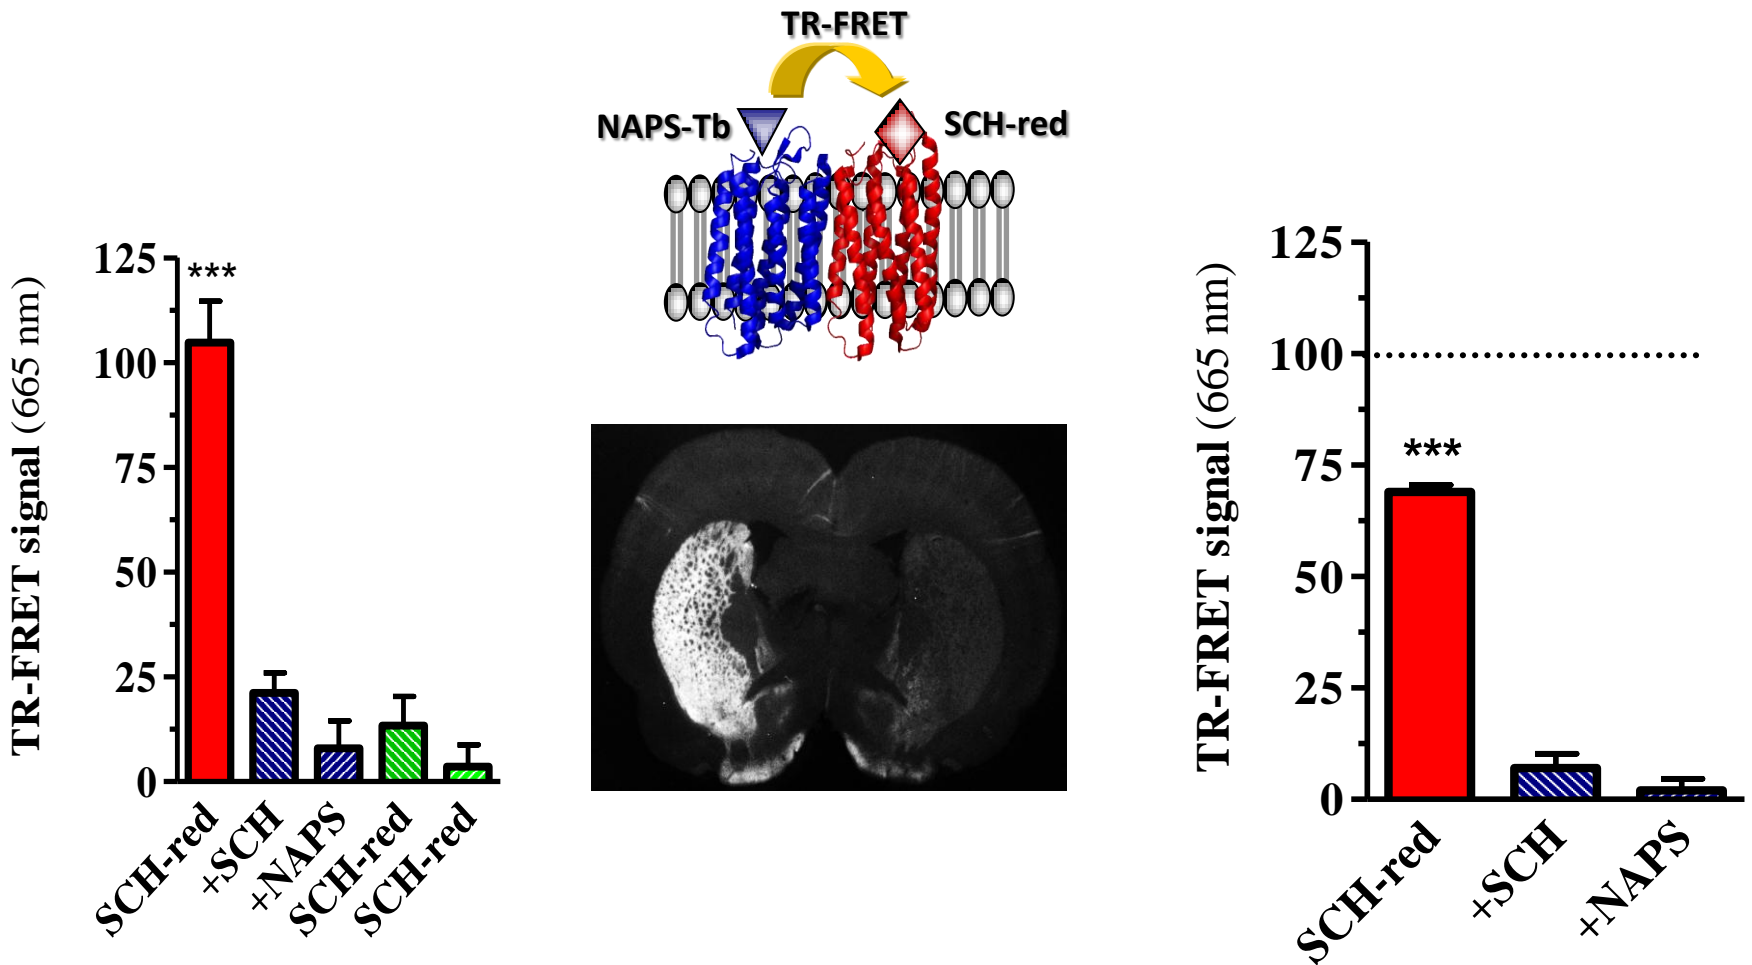 TR-FRET
NAPS-Tb
SCH-red
TR-FRET signal (665 nm)
125
100
75
50
25
0
***
SCH-red
+SCH
+NAPS
SCH-red
SCH-red
TR-FRET signal (665 nm)
125
100
75
50
25
0
***
SCH-red
+SCH
+NAPS